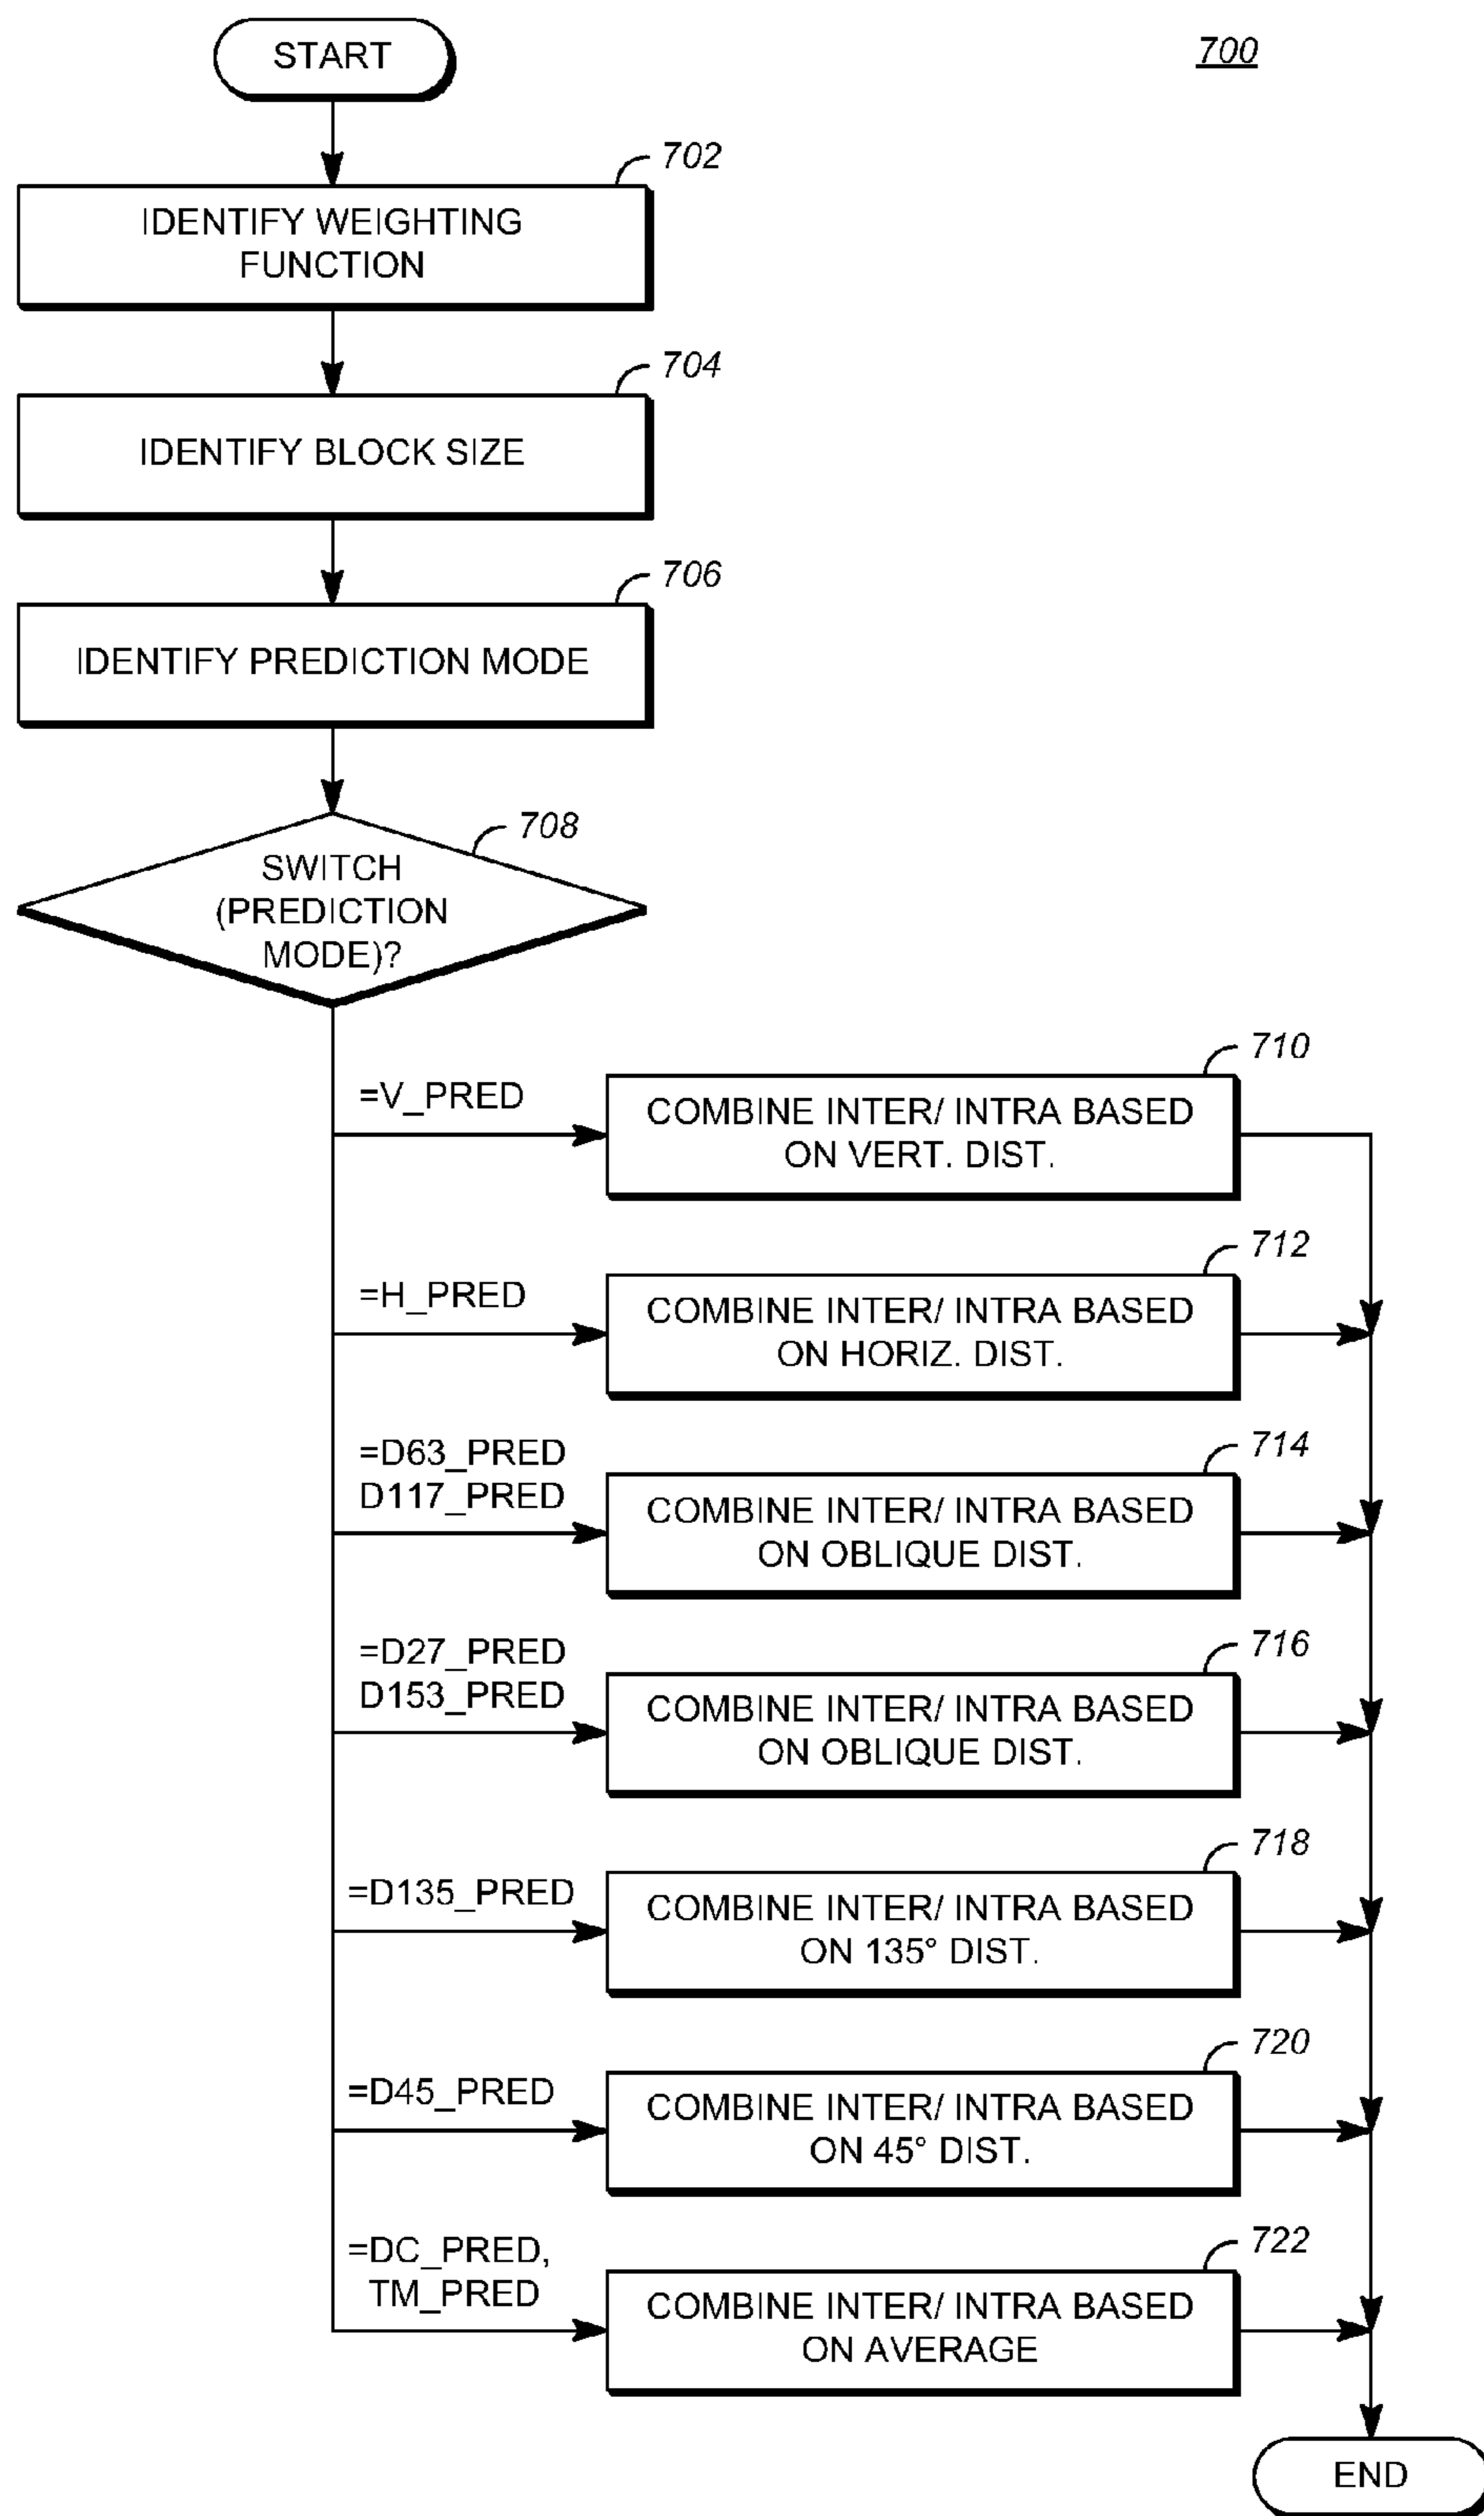 START
700
702
IDENTIFY WEIGHTING
FUNCTION
704
IDENTIFY BLOCK SIZE
706
IDENTIFY PREDICTION MODE
708
SWITCH
(PREDICTION
MODE)?
710
=V_PRED
COMBINE INTER/ INTRA BASED
ON VERT. DIST.
712
=H_PRED
COMBINE INTER/ INTRA BASED
ON HORIZ. DIST.
714
=D63_PRED
D117_PRED
COMBINE INTER/ INTRA BASED
ON OBLIQUE DIST.
716
=D27_PRED
D153_PRED
COMBINE INTER/ INTRA BASED
ON OBLIQUE DIST.
718
=D135_PRED
COMBINE INTER/ INTRA BASED
ON 135° DIST.
720
=D45_PRED
COMBINE INTER/ INTRA BASED
ON 45° DIST.
722
=DC_PRED,
TM_PRED
COMBINE INTER/ INTRA BASED
ON AVERAGE
END